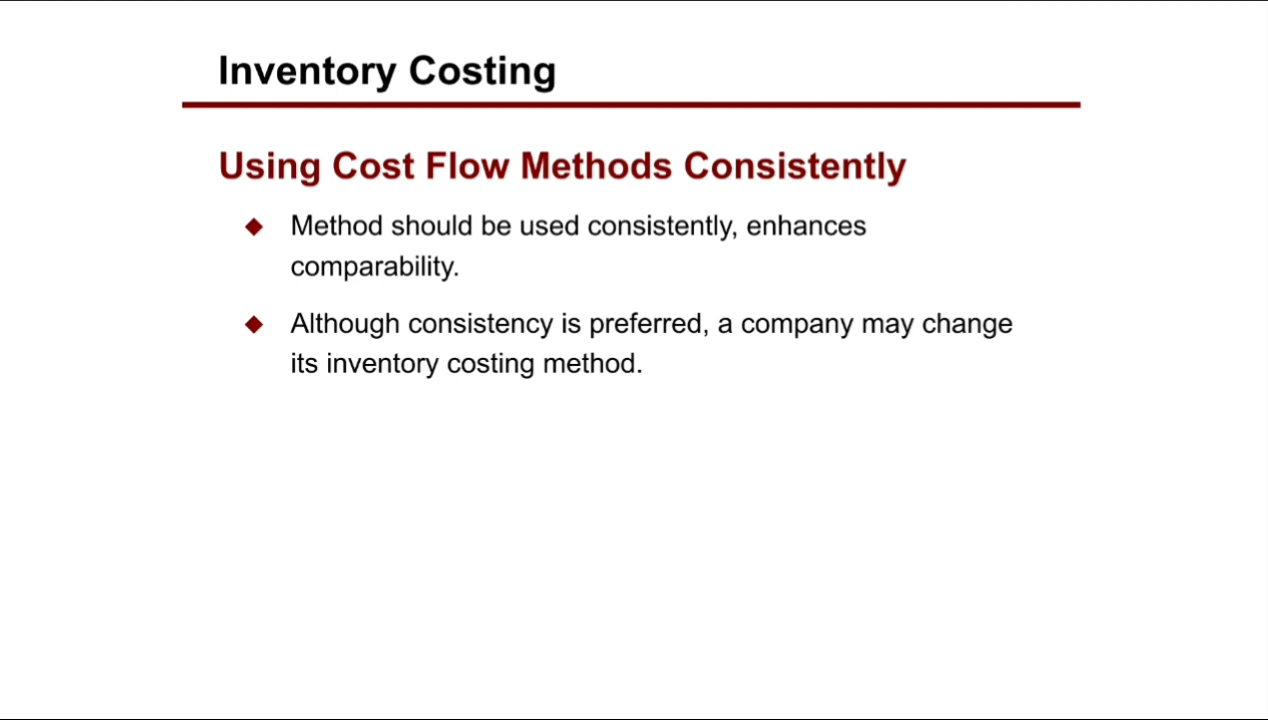 Inventory Costing
Using Cost Flow Methods Consistently
Method should be used consistently, enhances
comparability.
Although consistency is preferred, a company may change
its inventory costing method.